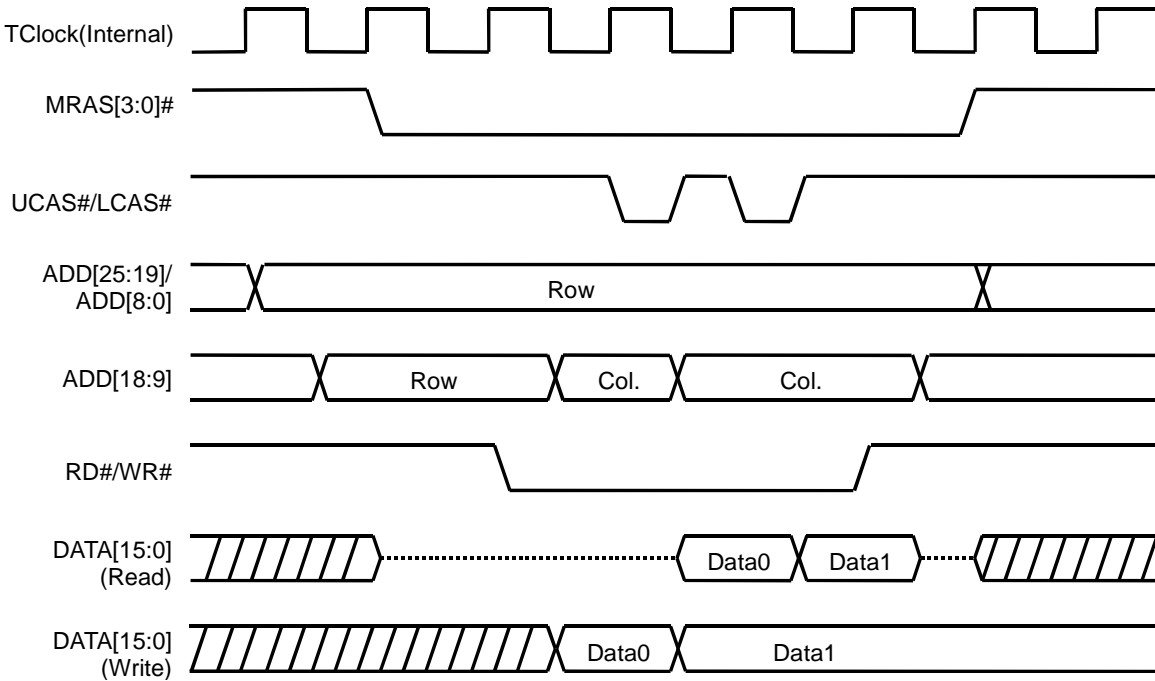 TClock(Internal)
MRAS[3:0]#
UCAS#/LCAS#
ADD[25:19]/
ADD[8:0]
Row
ADD[18:9]
Row
Col.
Col.
RD#/WR#
DATA[15:0]
(Read)
Data0
Data1
DATA[15:0]
(Write)
Data0
Data1